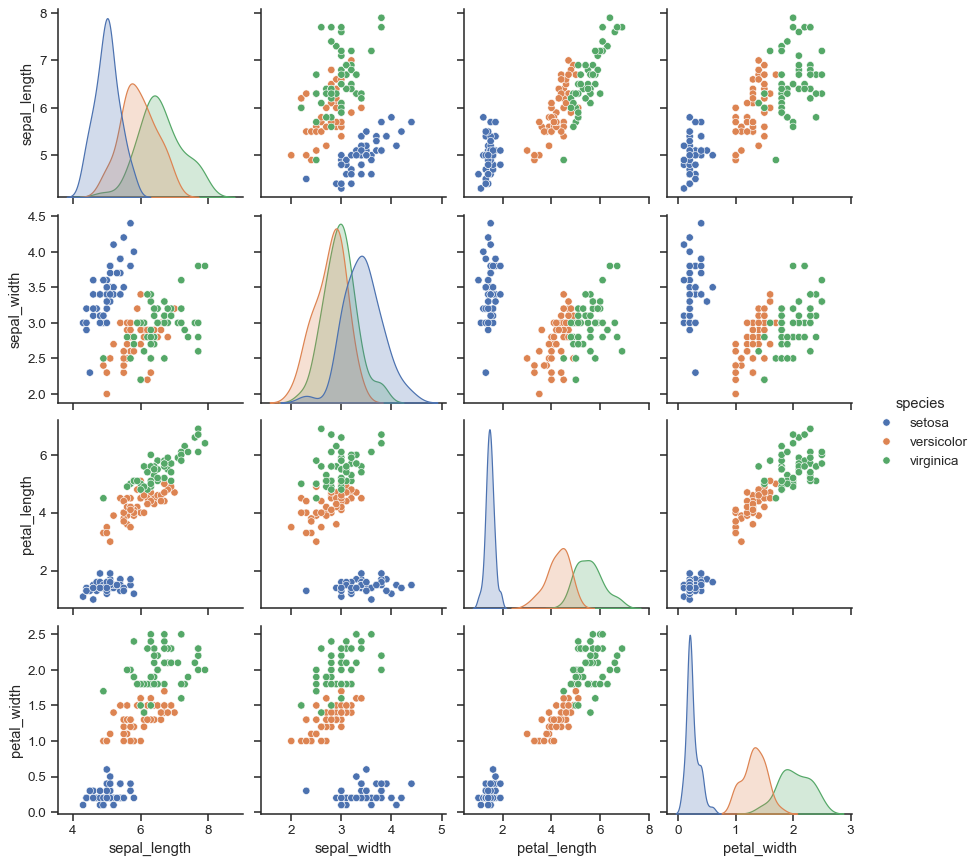 8
7
6
5
sepal_length
4.5
4.0
3.5
3.0
2.5
2.0
sepal_width
species
setosa
versicolor
virginica
6
4
2
petal_length
2.5
2.0
1.5
1.0
0.5
0.0
petal_width
4 6 8
2 3 4 5
2 4 6 8
0 1 2 3
sepal_length sepal_width petal_length petal_width